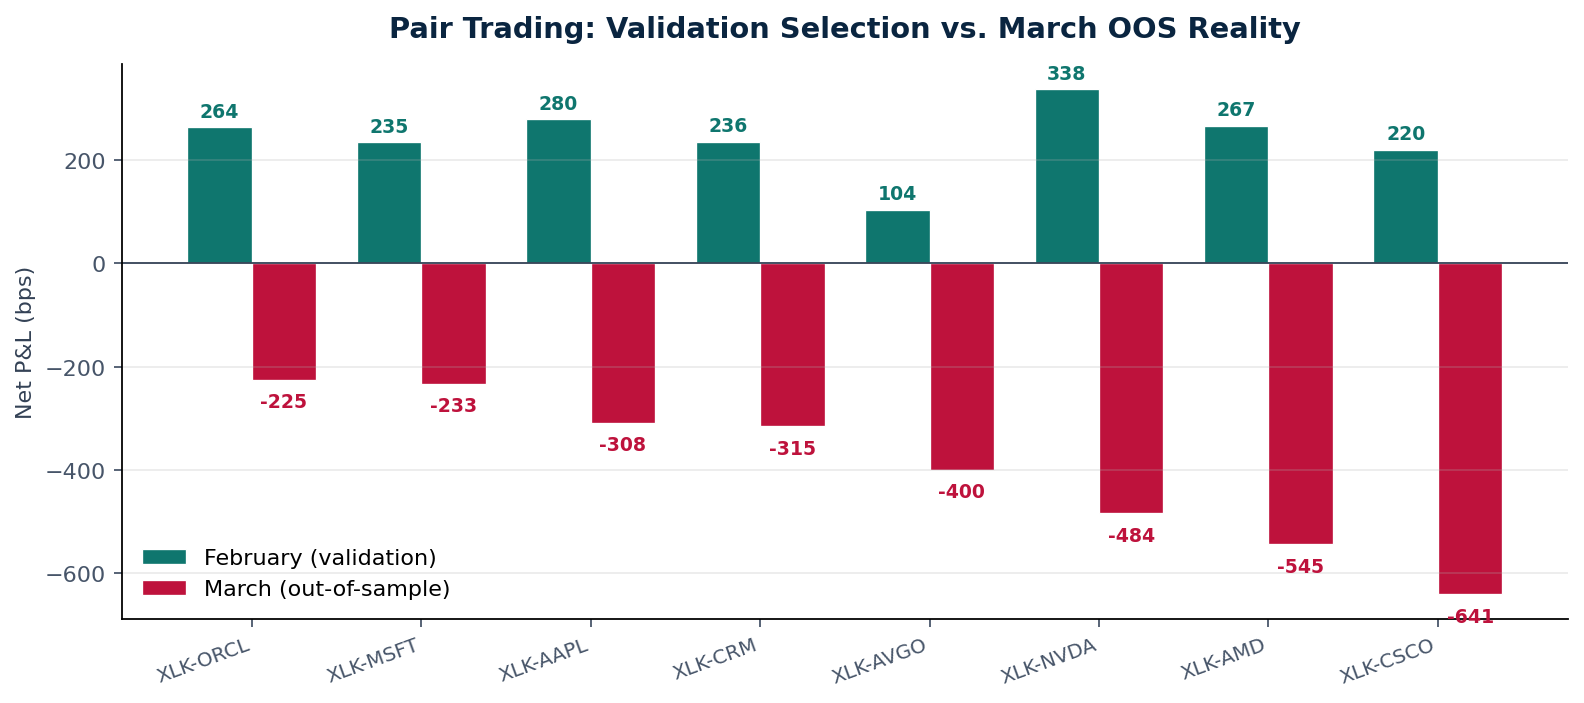 Pair Trading: Validation Selection vs. March OOS Reality
Net P&L (bps)
200
0
−200
−400
−600
264
235
280
236
104
338
267
220
-225
-233
-308
-315
-400
-484
-545
-641
February (validation)
March (out-of-sample)
XLK-ORCL
XLK-MSFT
XLK-AAPL
XLK-CRM
XLK-AVGO
XLK-NVDA
XLK-AMD
XLK-CSCO